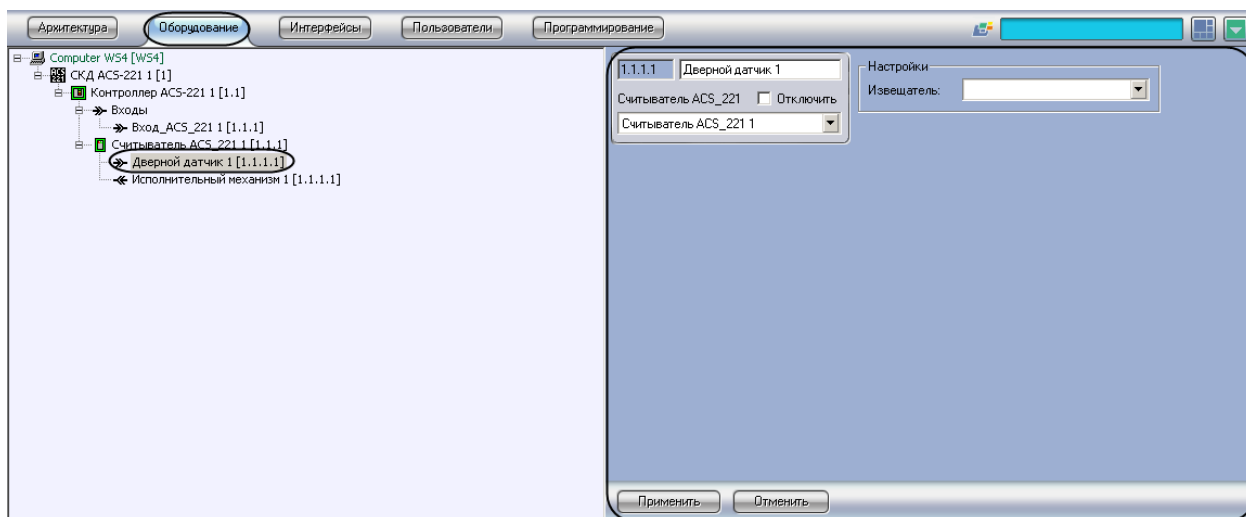 Архитектура Оборудование Интерфейсы Пользователи Программирование
Computer WS4 [WS4]
СКД ACS-221 1 [1]
Контроллер ACS-221 1 [1.1]
Входы
Вход_ACS_221 1 [1.1.1]
Считыватель ACS_221 1 [1.1.1]
Дверной датчик 1 [1.1.1.1]
Исполнительный механизм 1 [1.1.1.1]
1.1.1.1 Дверной датчик 1
Считыватель ACS_221 Отключить
Считыватель ACS_221 1
Настройки
Извещатель:
Применить Отменить